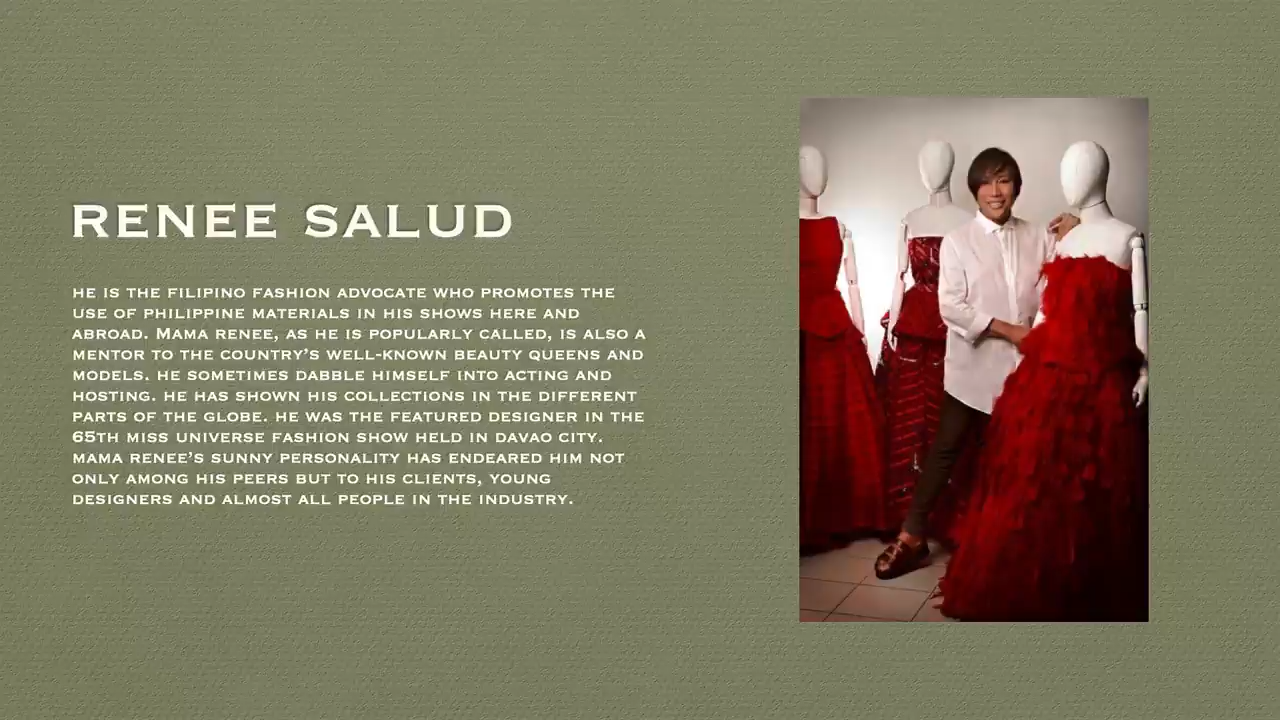 RENEE SALUD
HE IS THE FILIPINO FASHION ADVOCATE WHO PROMOTES THE
USE OF PHILIPPINE MATERIALS IN HIS SHOWS HERE AND
ABROAD. MAMA RENEE, AS HE IS POPULARLY CALLED, IS ALSO A
MENTOR TO THE COUNTRY’S WELL-KNOWN BEAUTY QUEENS AND
MODELS. HE SOMETIMES DABBLE HIMSELF INTO ACTING AND
HOSTING. HE HAS SHOWN HIS COLLECTIONS IN THE DIFFERENT
PARTS OF THE GLOBE. HE WAS THE FEATURED DESIGNER IN THE
65TH MISS UNIVERSE FASHION SHOW HELD IN DAVAO CITY.
MAMA RENEE’S SUNNY PERSONALITY HAS ENDEARED HIM NOT
ONLY AMONG HIS PEERS BUT TO HIS CLIENTS, YOUNG
DESIGNERS AND ALMOST ALL PEOPLE IN THE INDUSTRY.